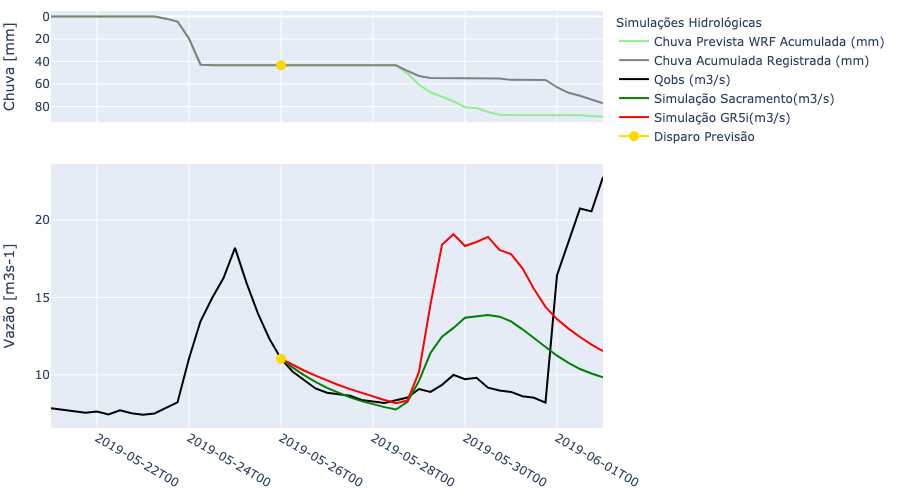 Chuva [mm]
0
20
40
60
80
Simulações Hidrológicas
Chuva Prevista WRF Acumulada (mm)
Chuva Acumulada Registrada (mm)
Qobs (m3/s)
Simulação Sacramento(m3/s)
Simulação GR5i(m3/s)
Disparo Previsão
Vazão [m3s-1]
20
15
10
2019-05-22T00
2019-05-24T00
2019-05-26T00
2019-05-28T00
2019-05-30T00
2019-06-01T00